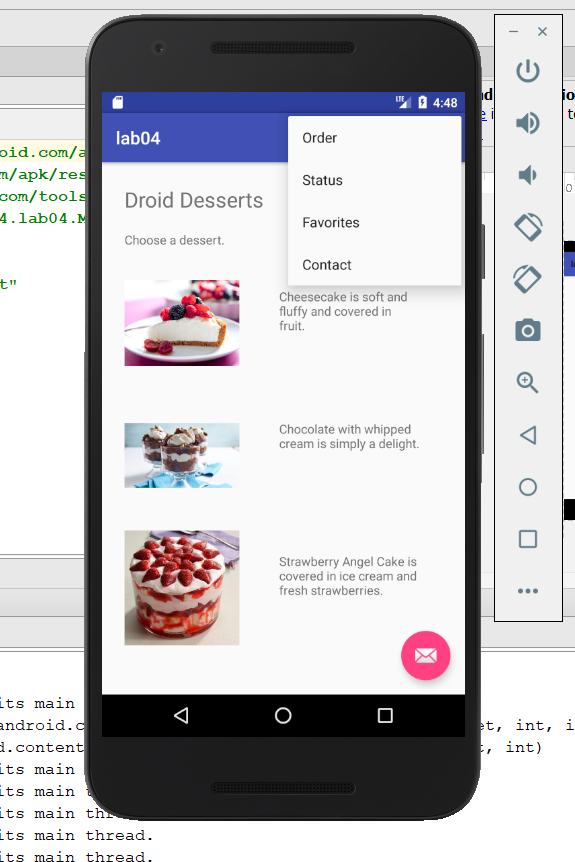 LTE 4:48
lab04
Order
Status
Favorites
Contact
Droid Desserts
Choose a dessert.
Cheesecake is soft and
fluffy and covered in
fruit.
Chocolate with whipped
cream is simply a delight.
Strawberry Angel Cake is
covered in ice cream and
fresh strawberries.
oid.com/a
m/apk/res
com/tools
4.lab04.M
t"
its main
android.c
et, int, i
d.content
t, int)
its main
its main
its main thr
its main thread.
its main thread.